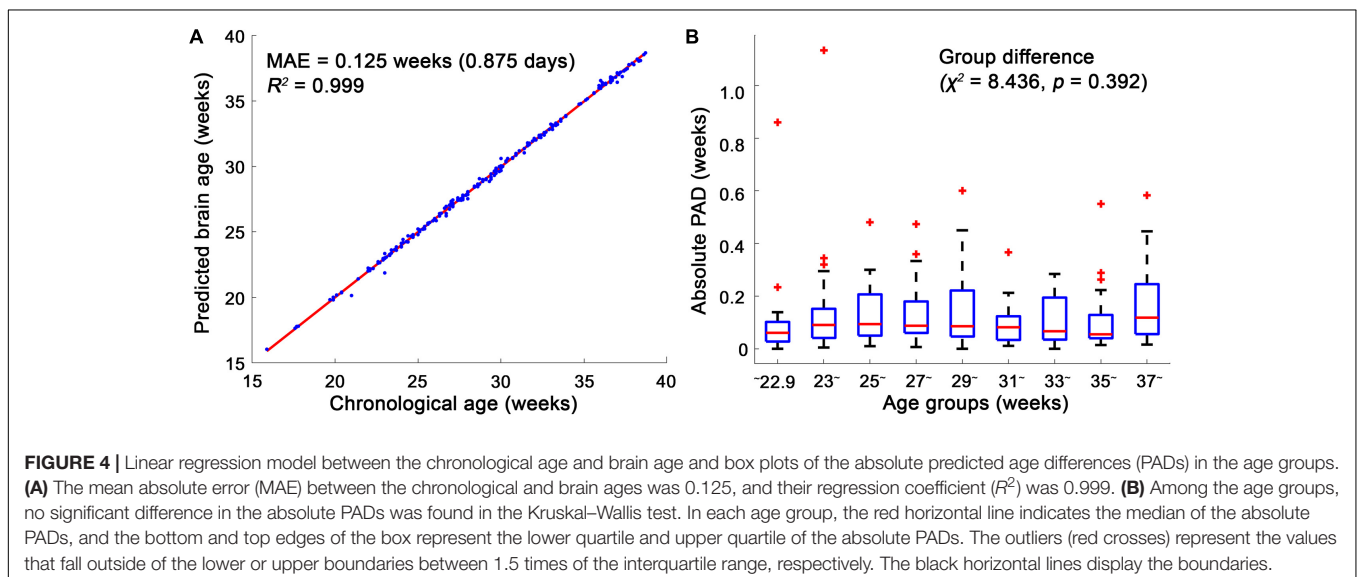 A
MAE = 0.125 weeks (0.875 days)
R² = 0.999
Predicted brain age (weeks)
40
35
30
25
20
15
15 20 25 30 35 40
Chronological age (weeks)
B
Group difference
(χ² = 8.436, p = 0.392)
Absolute PAD (weeks)
1.0
0.8
0.6
0.4
0.2
0
~22.9 23~ 25~ 27~ 29~ 31~ 33~ 35~ 37~
Age groups (weeks)
FIGURE 4 | Linear regression model between the chronological age and brain age and box plots of the absolute predicted age differences (PADs) in the age groups.
(A) The mean absolute error (MAE) between the chronological and brain ages was 0.125, and their regression coefficient (R²) was 0.999. (B) Among the age groups,
no significant difference in the absolute PADs was found in the Kruskal–Wallis test. In each age group, the red horizontal line indicates the median of the absolute
PADs, and the bottom and top edges of the box represent the lower quartile and upper quartile of the absolute PADs. The outliers (red crosses) represent the values
that fall outside of the lower or upper boundaries between 1.5 times of the interquartile range, respectively. The black horizontal lines display the boundaries.